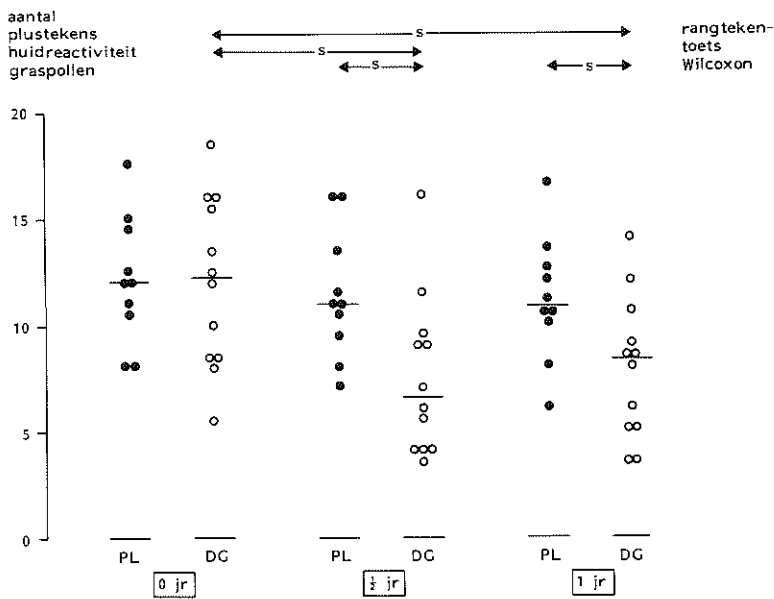 aantal
plustekens
huidreactiviteit
graspollen
S
S
S
S
rangteken-
toets
Wilcoxon
20
15
10
5
0
PL DG PL DG PL DG
0 jr ½ jr 1 jr